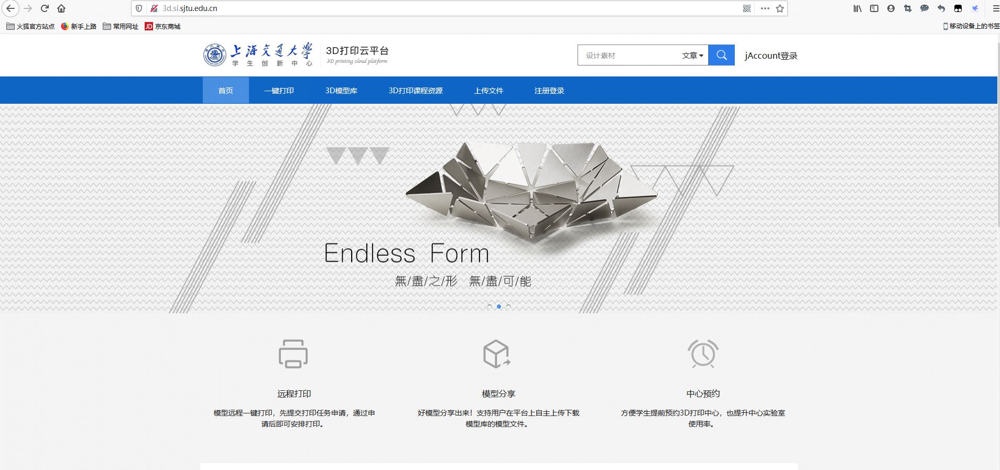 3d.si.sjtu.edu.cn
火狐官方站点 新手上路 常用网址 JD 京东商城 移动设备上的书签
上海交通大学
学生创新中心
3D打印云平台
3D printing cloud platform
设计素材 文章 jAccount登录
首页 一键打印 3D模型库 3D打印课程资源 上传文件 注册登录
Endless Form
無/盡/之/形 無/盡/可/能
远程打印
模型远程一键打印，先提交打印任务申请，通过申
请后即可安排打印。
模型分享
好模型分享出来！支持用户在平台上自主上传下载
模型库的模型文件。
中心预约
方便学生提前预约3D打印中心，也提升中心实验室
使用率。